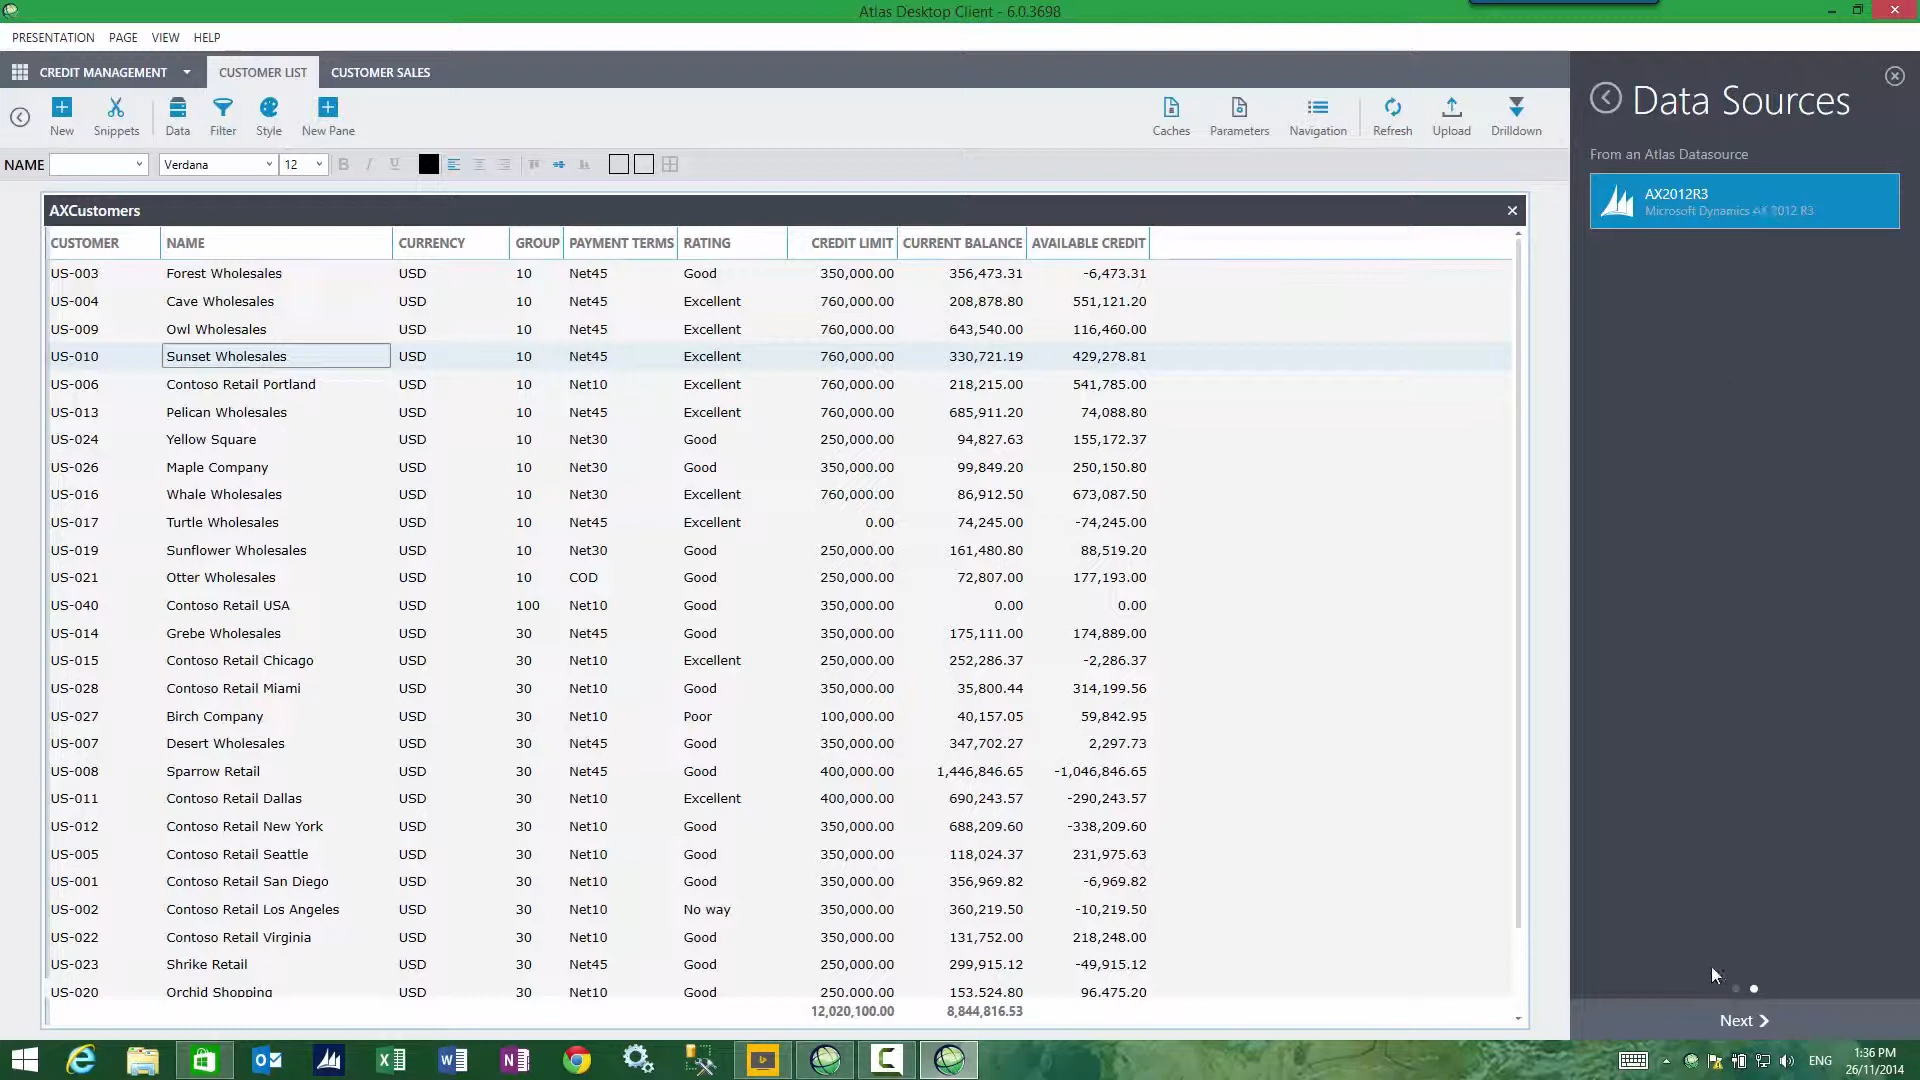 Atlas Desktop Client - 6.0.3698
PRESENTATION PAGE VIEW HELP
CREDIT MANAGEMENT CUSTOMER LIST CUSTOMER SALES
New Snippets Data Filter Style New Pane Caches Parameters Navigation Refresh Upload Drilldown
NAME Verdana 12 B I U
AXCustomers
CUSTOMER NAME CURRENCY GROUP PAYMENT TERMS RATING CREDIT LIMIT CURRENT BALANCE AVAILABLE CREDIT
US-003 Forest Wholesales USD 10 Net45 Good 350,000.00 356,473.31 -6,473.31
US-004 Cave Wholesales USD 10 Net45 Excellent 760,000.00 208,878.80 551,121.20
US-009 Owl Wholesales USD 10 Net45 Excellent 760,000.00 643,540.00 116,460.00
US-010 Sunset Wholesales USD 10 Net45 Excellent 760,000.00 330,721.19 429,278.81
US-006 Contoso Retail Portland USD 10 Net10 Excellent 760,000.00 218,215.00 541,785.00
US-013 Pelican Wholesales USD 10 Net45 Excellent 760,000.00 685,911.20 74,088.80
US-024 Yellow Square USD 10 Net30 Good 250,000.00 94,827.63 155,172.37
US-026 Maple Company USD 10 Net30 Good 350,000.00 99,849.20 250,150.80
US-016 Whale Wholesales USD 10 Net30 Excellent 760,000.00 86,912.50 673,087.50
US-017 Turtle Wholesales USD 10 Net45 Excellent 0.00 74,245.00 -74,245.00
US-019 Sunflower Wholesales USD 10 Net30 Good 250,000.00 161,480.80 88,519.20
US-021 Otter Wholesales USD 10 COD Good 250,000.00 72,807.00 177,193.00
US-040 Contoso Retail USA USD 100 Net10 Good 350,000.00 0.00 0.00
US-014 Grebe Wholesales USD 30 Net45 Good 350,000.00 175,111.00 174,889.00
US-015 Contoso Retail Chicago USD 30 Net10 Excellent 250,000.00 252,286.37 -2,286.37
US-028 Contoso Retail Miami USD 30 Net10 Good 350,000.00 35,800.44 314,199.56
US-027 Birch Company USD 30 Net10 Poor 100,000.00 40,157.05 59,842.95
US-007 Desert Wholesales USD 30 Net45 Good 350,000.00 347,702.27 2,297.73
US-008 Sparrow Retail USD 30 Net45 Good 400,000.00 1,446,846.65 -1,046,846.65
US-011 Contoso Retail Dallas USD 30 Net10 Excellent 400,000.00 690,243.57 -290,243.57
US-012 Contoso Retail New York USD 30 Net10 Good 350,000.00 688,209.60 -338,209.60
US-005 Contoso Retail Seattle USD 30 Net10 Good 350,000.00 118,024.37 231,975.63
US-001 Contoso Retail San Diego USD 30 Net10 Good 350,000.00 356,969.82 -6,969.82
US-002 Contoso Retail Los Angeles USD 30 Net10 No way 350,000.00 360,219.50 -10,219.50
US-022 Contoso Retail Virginia USD 30 Net10 Good 350,000.00 131,752.00 218,248.00
US-023 Shrike Retail USD 30 Net45 Good 250,000.00 299,915.12 -49,915.12
US-020 Orchid Shopping USD 30 Net10 Good 250,000.00 153,524.80 96,475.20
12,020,100.00 8,844,816.53
Data Sources
From an Atlas Datasource
AX2012R3
Microsoft Dynamics AX 2012 R3
Next
ENG 1:36 PM
26/11/2014